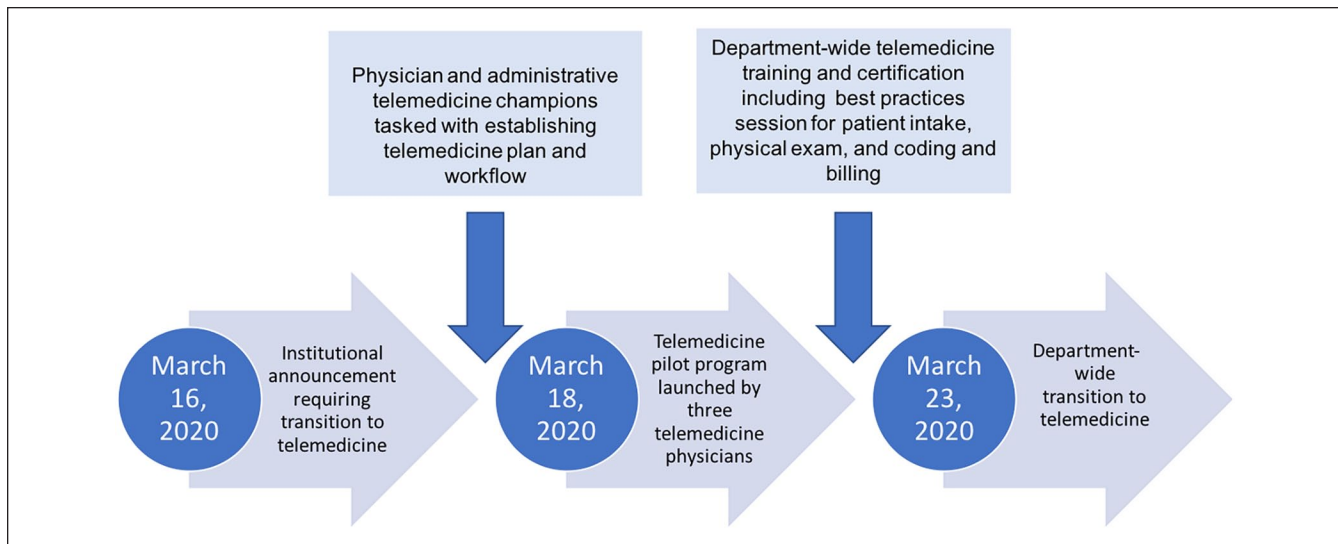 Physician and administrative
telemedicine champions
tasked with establishing
telemedicine plan and
workflow
Department-wide telemedicine
training and certification
including best practices
session for patient intake,
physical exam, and coding and
billing
March
16,
2020
Institutional
announcement
requiring
transition to
telemedicine
March
18,
2020
Telemedicine
pilot program
launched by
three
telemedicine
physicians
March
23,
2020
Department-
wide
transition to
telemedicine